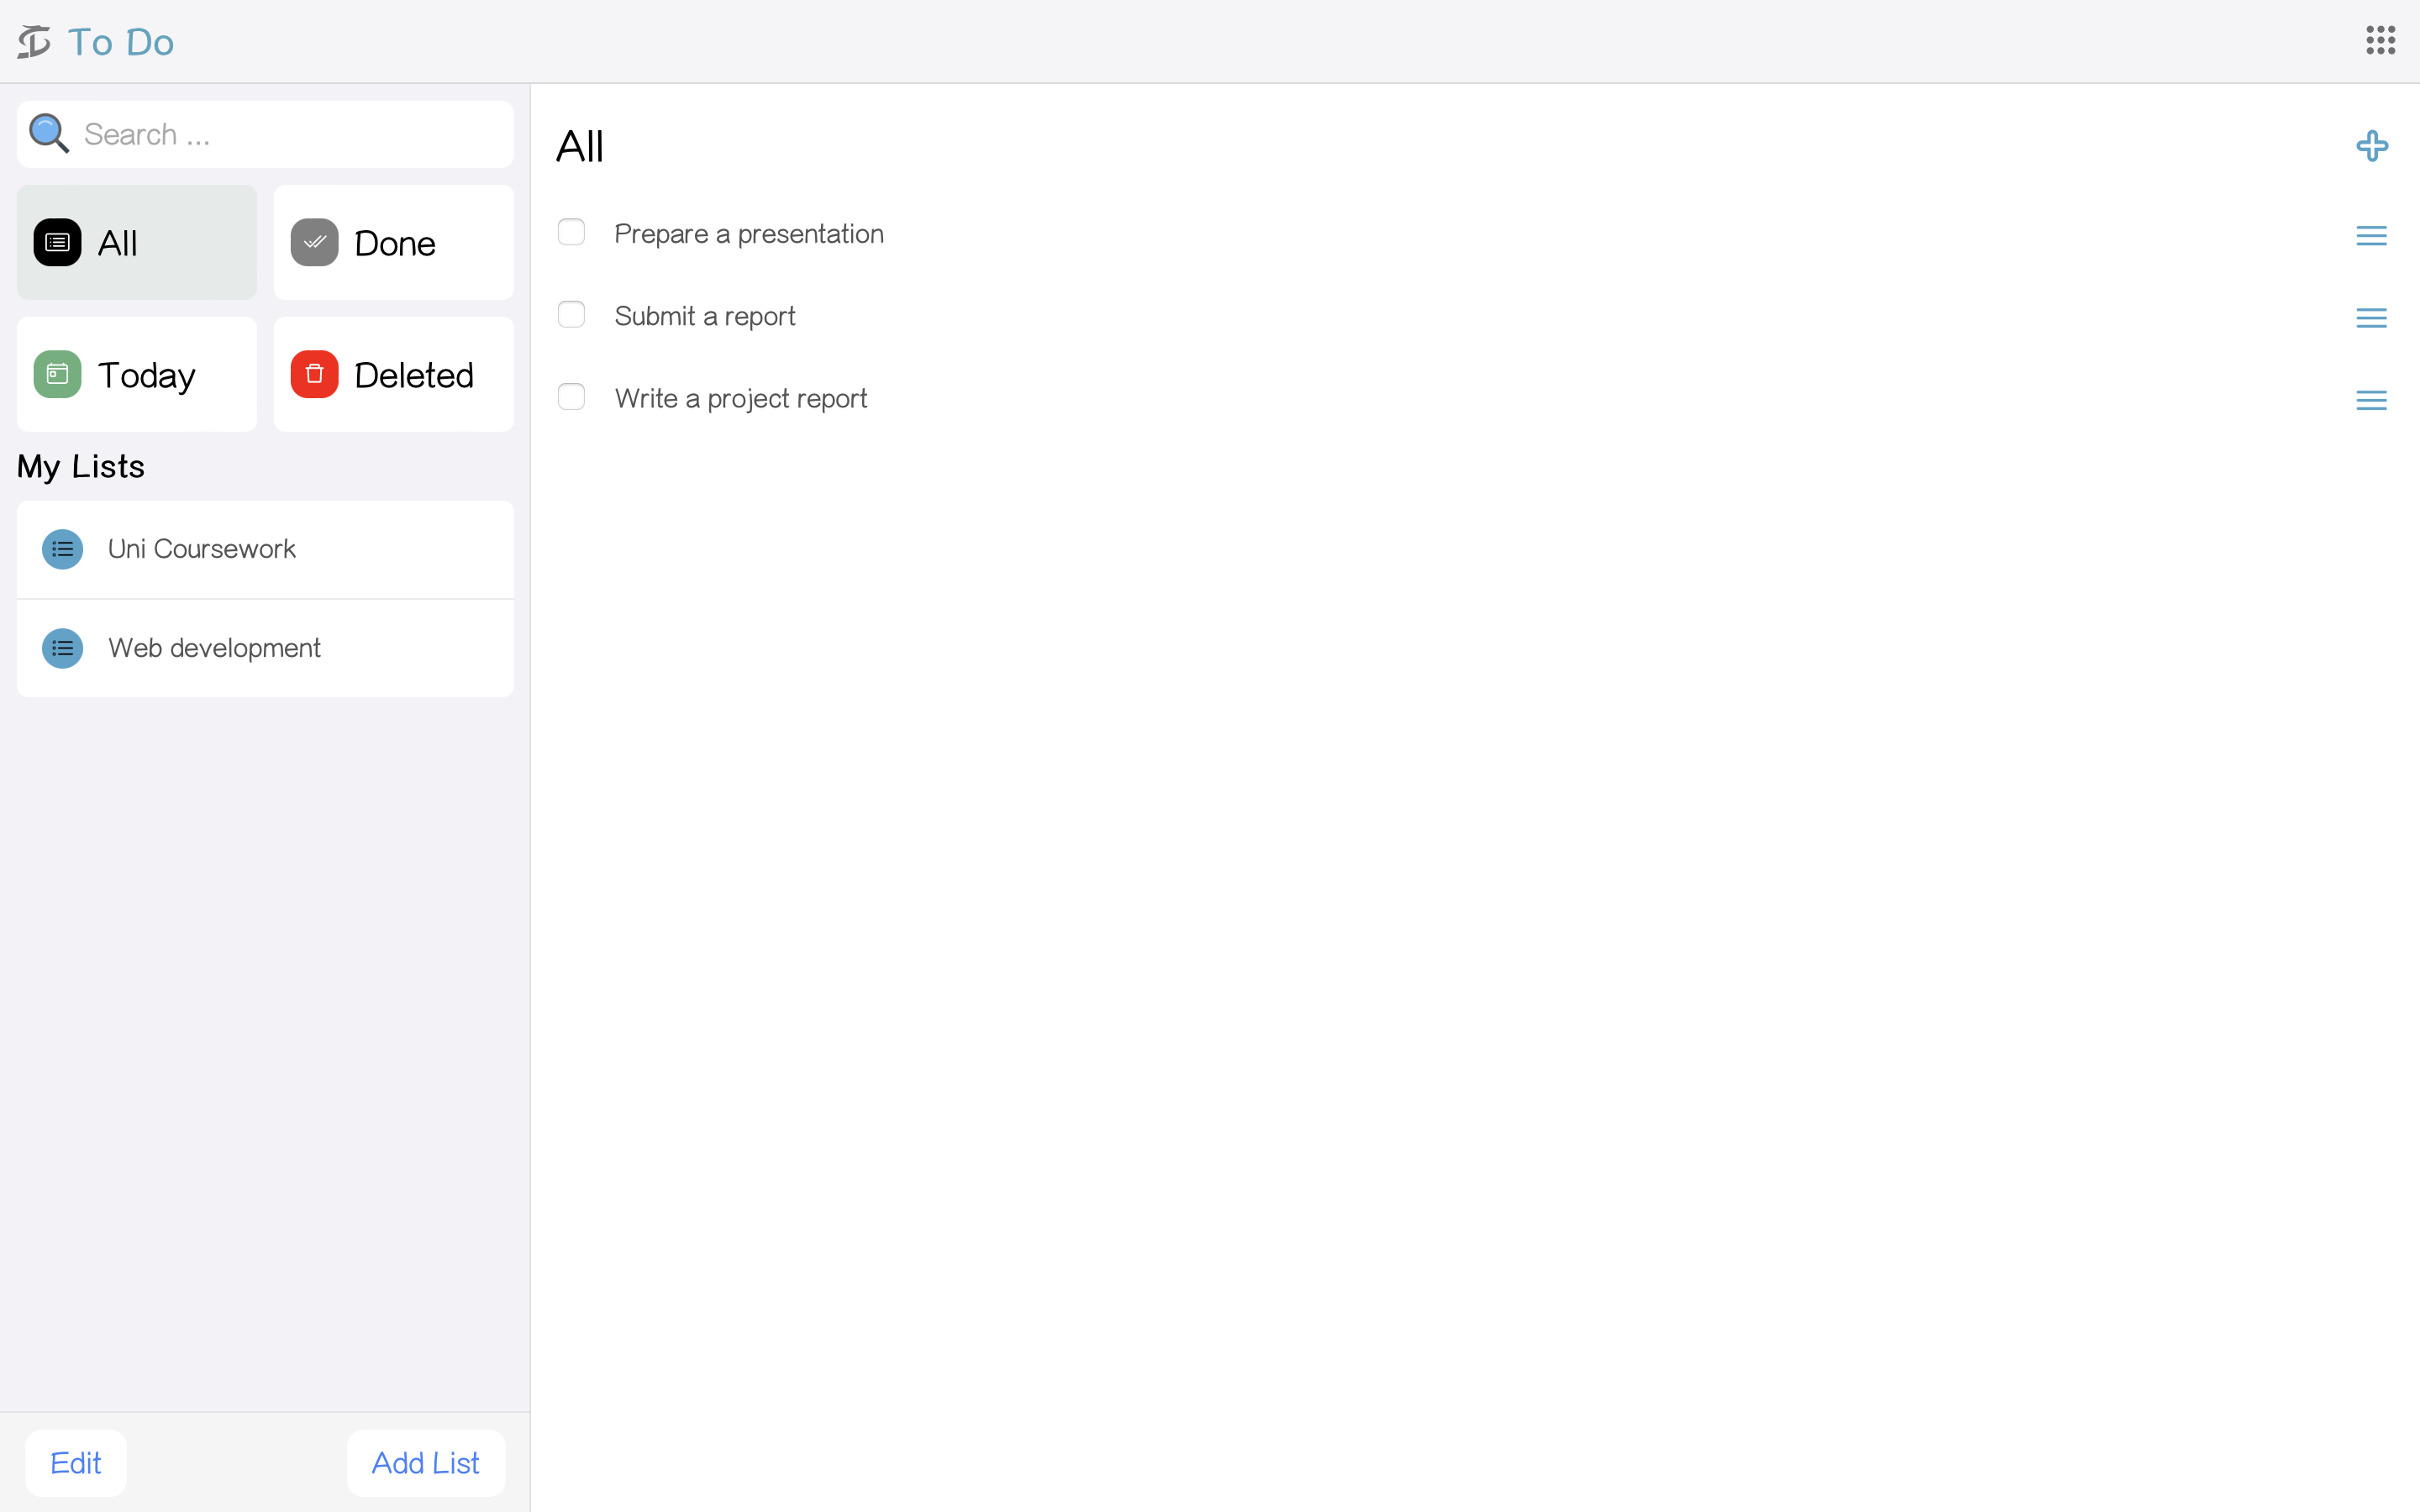 To Do
Search ...
All
Done
Today
Deleted
My Lists
Uni Coursework
Web development
Edit
Add List
All
Prepare a presentation
Submit a report
Write a project report